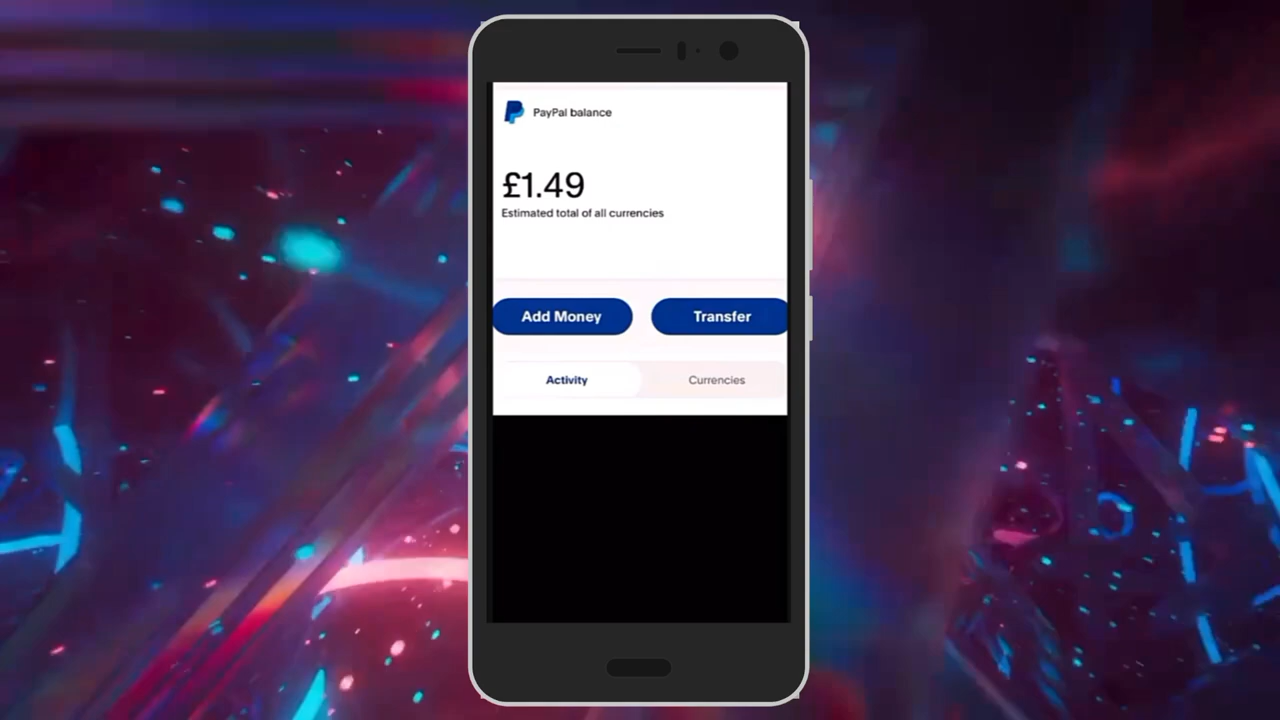 PayPal balance
£1.49
Estimated total of all currencies
Add Money
Transfer
Activity
Currencies